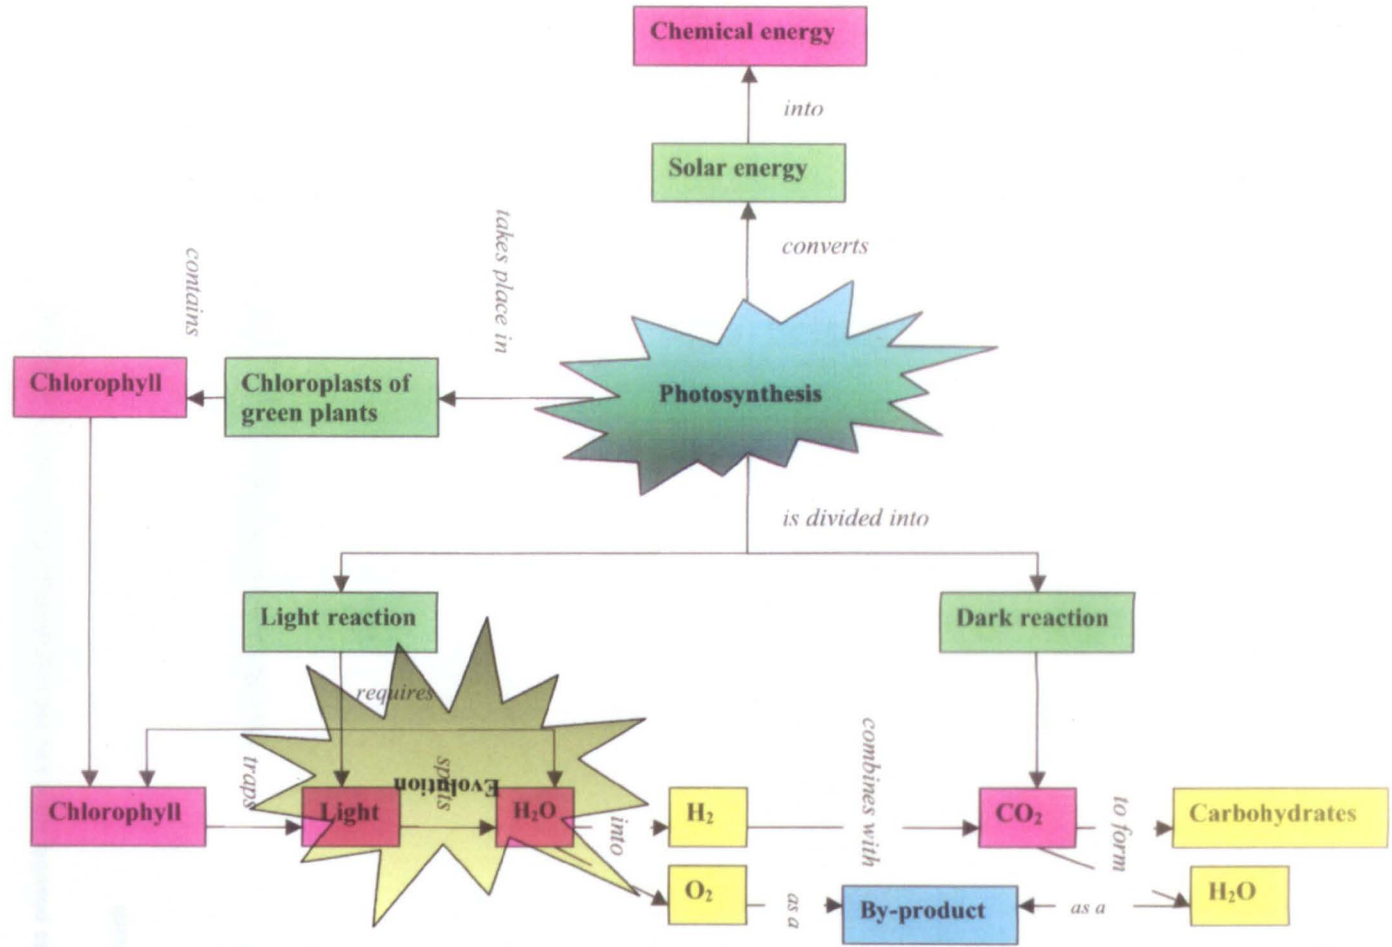 Chemical energy
into
Solar energy
converts
takes place in
contains
Chlorophyll
Chloroplasts of
green plants
Photosynthesis
is divided into
Light reaction
Dark reaction
requires
Evolution
traps
splits
combines with
to form
Chlorophyll
Light
H₂O
into
H₂
CO₂
Carbohydrates
O₂
as a
By-product
as a
H₂O